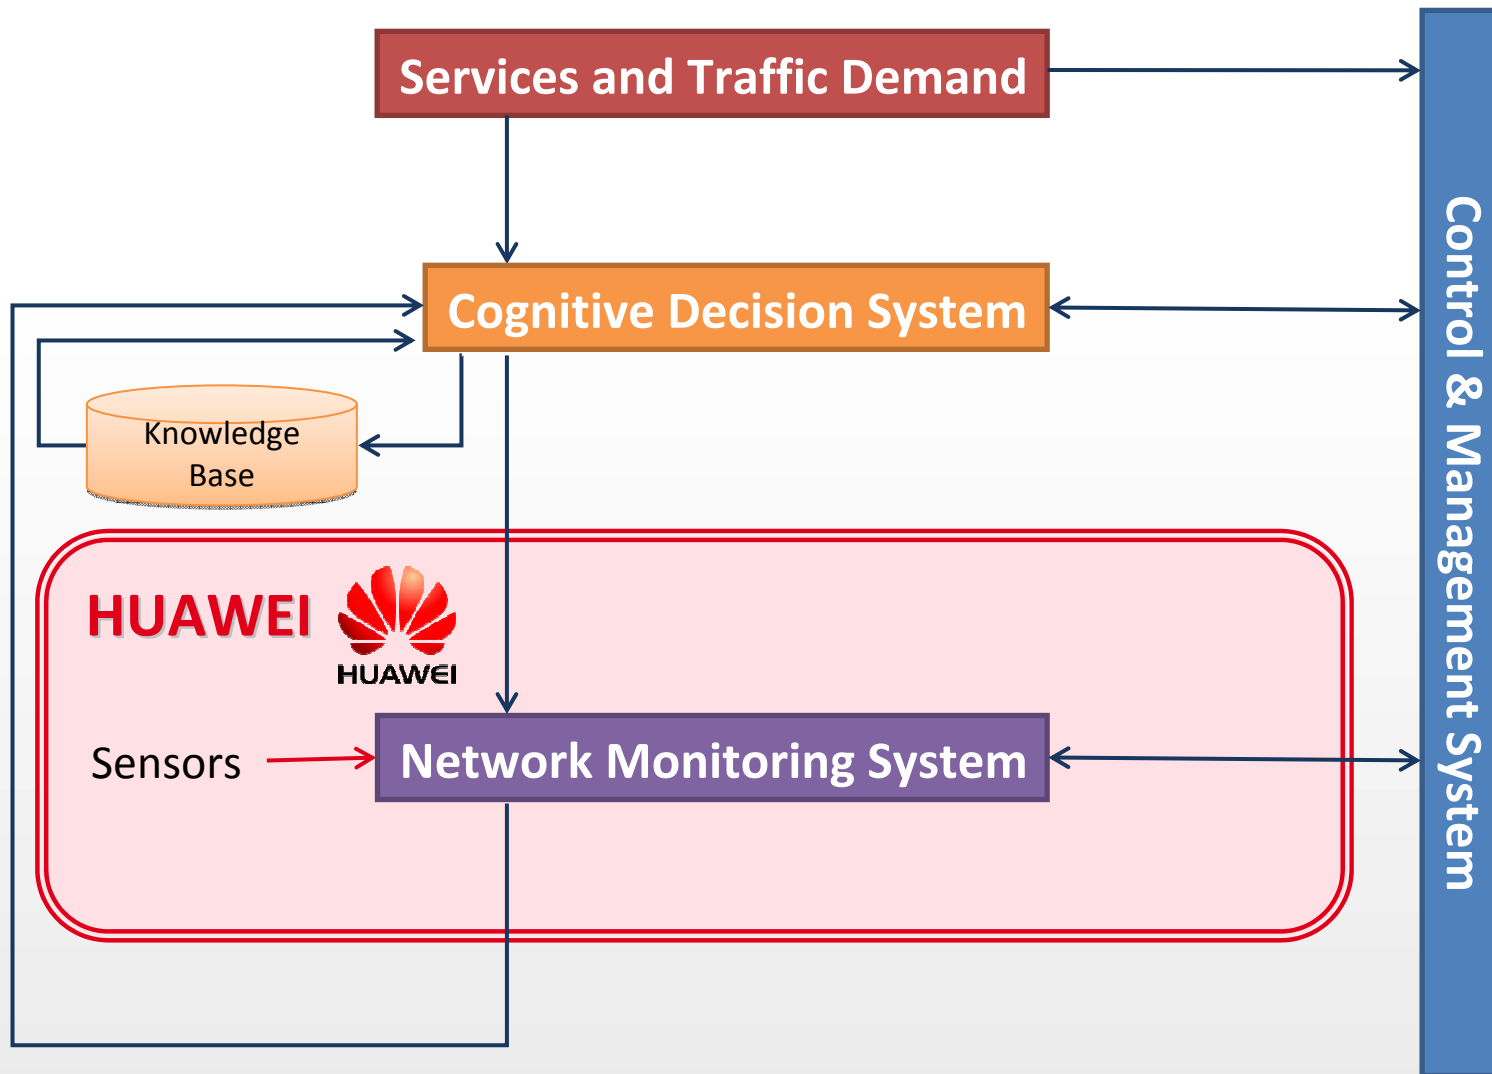 Services and Traffic Demand
Cognitive Decision System
Knowledge
Base
HUAWEI
HUAWEI
Sensors
Network Monitoring System
Control & Management System